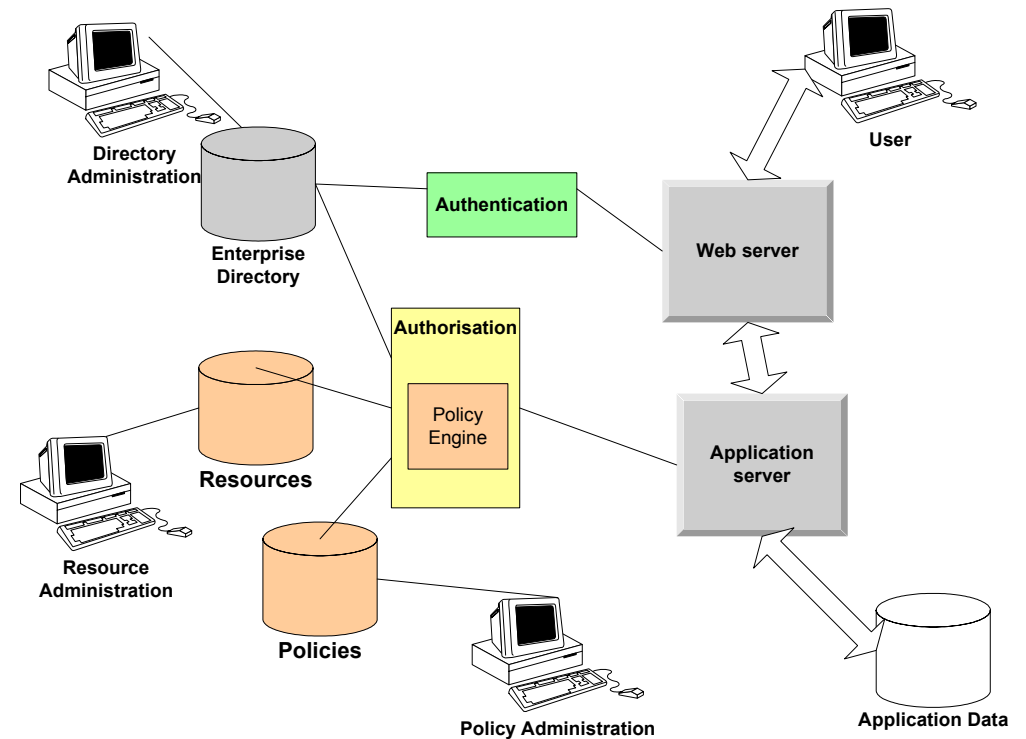 Directory
Administration
User
Enterprise
Directory
Authentication
Web server
Authorisation
Policy
Engine
Resources
Application
server
Resource
Administration
Policies
Policy Administration
Application Data